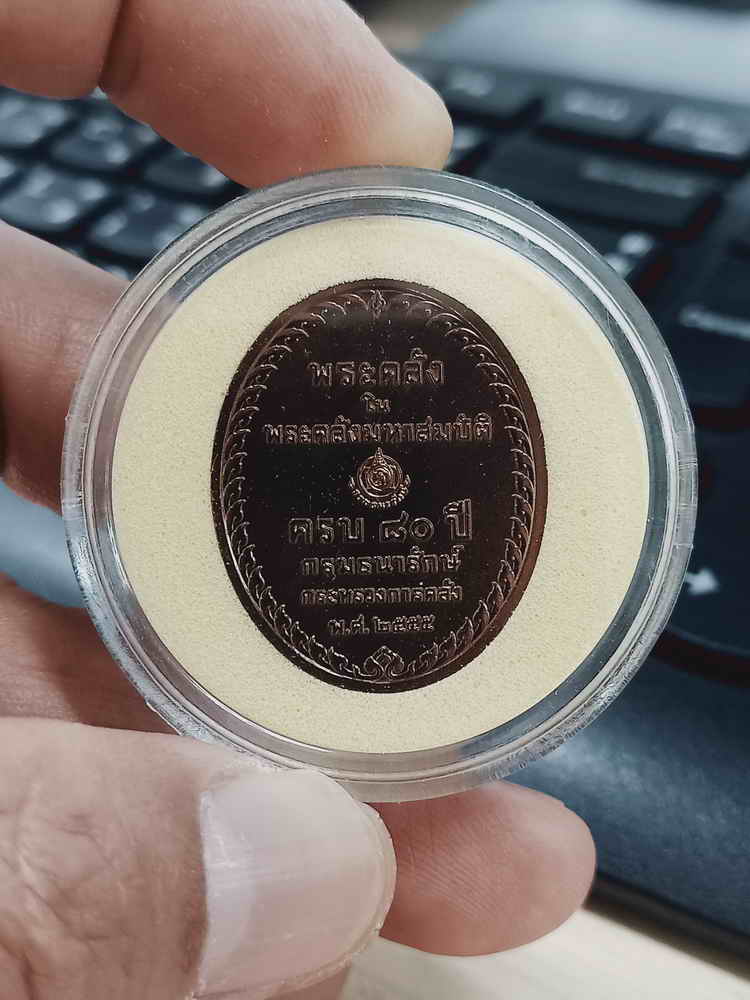 พระคลัง
ใน
พระคลังมหาสมบัติ
ครบ ๘๐ ปี
กรมธนารักษ์
กระทรวงการคลัง
พ.ศ. ๒๕๕๕